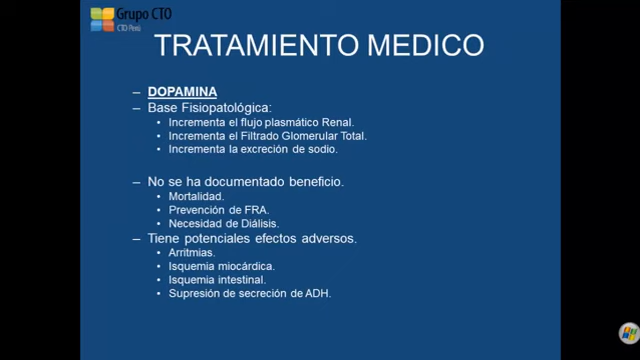 Grupo CTO
CTO Perú
TRATAMIENTO MEDICO
– DOPAMINA
– Base Fisiopatológica:
• Incrementa el flujo plasmático Renal.
• Incrementa el Filtrado Glomerular Total.
• Incrementa la excreción de sodio.
– No se ha documentado beneficio.
• Mortalidad.
• Prevención de FRA.
• Necesidad de Diálisis.
– Tiene potenciales efectos adversos.
• Arritmias.
• Isquemia miocárdica.
• Isquemia intestinal.
• Supresión de secreción de ADH.